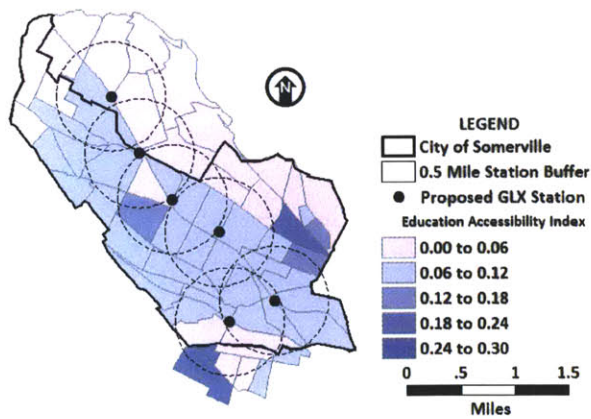 N
LEGEND
City of Somerville
0.5 Mile Station Buffer
Proposed GLX Station
Education Accessibility Index
0.00 to 0.06
0.06 to 0.12
0.12 to 0.18
0.18 to 0.24
0.24 to 0.30
0 .5 1 1.5
Miles